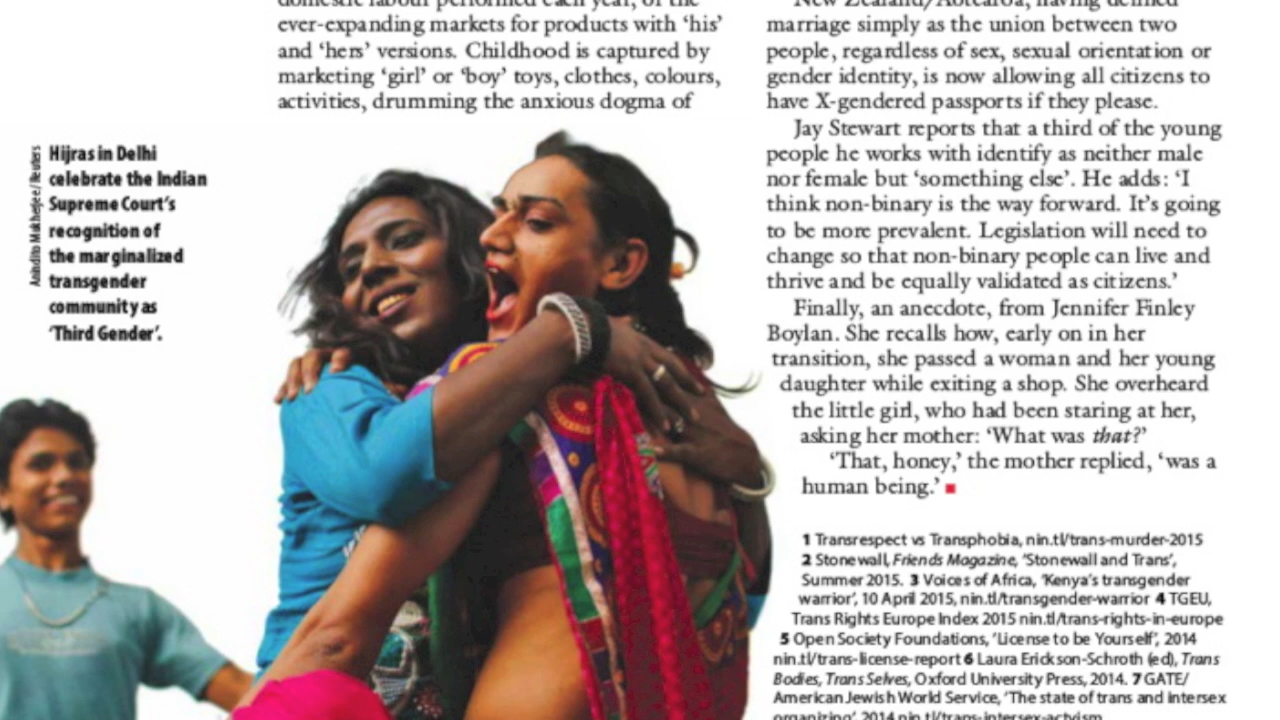 domestic labour performed each year, or the
ever-expanding markets for products with ‘his’
and ‘hers’ versions. Childhood is captured by
marketing ‘girl’ or ‘boy’ toys, clothes, colours,
activities, drumming the anxious dogma of
Anindito Mukherjee/Reuters
Hijras in Delhi
celebrate the Indian
Supreme Court’s
recognition of
the marginalized
transgender
community as
‘Third Gender’.
New Zealand/Aotearoa, having defined
marriage simply as the union between two
people, regardless of sex, sexual orientation or
gender identity, is now allowing all citizens to
have X-gendered passports if they please.
Jay Stewart reports that a third of the young
people he works with identify as neither male
nor female but ‘something else’. He adds: ‘I
think non-binary is the way forward. It’s going
to be more prevalent. Legislation will need to
change so that non-binary people can live and
thrive and be equally validated as citizens.’
Finally, an anecdote, from Jennifer Finley
Boylan. She recalls how, early on in her
transition, she passed a woman and her young
daughter while exiting a shop. She overheard
the little girl, who had been staring at her,
asking her mother: ‘What was that?’
‘That, honey,’ the mother replied, ‘was a
human being.’
1 Transrespect vs Transphobia, nin.tl/trans-murder-2015
2 Stonewall, Friends Magazine, ‘Stonewall and Trans’,
Summer 2015. 3 Voices of Africa, ‘Kenya’s transgender
warrior’, 10 April 2015, nin.tl/transgender-warrior 4 TGEU,
Trans Rights Europe Index 2015 nin.tl/trans-rights-in-europe
5 Open Society Foundations, ‘License to be Yourself’, 2014
nin.tl/trans-license-report 6 Laura Erickson-Schroth (ed), Trans
Bodies, Trans Selves, Oxford University Press, 2014. 7 GATE/
American Jewish World Service, ‘The state of trans and intersex
organizing’, 2014 nin.tl/trans-intersex-activism